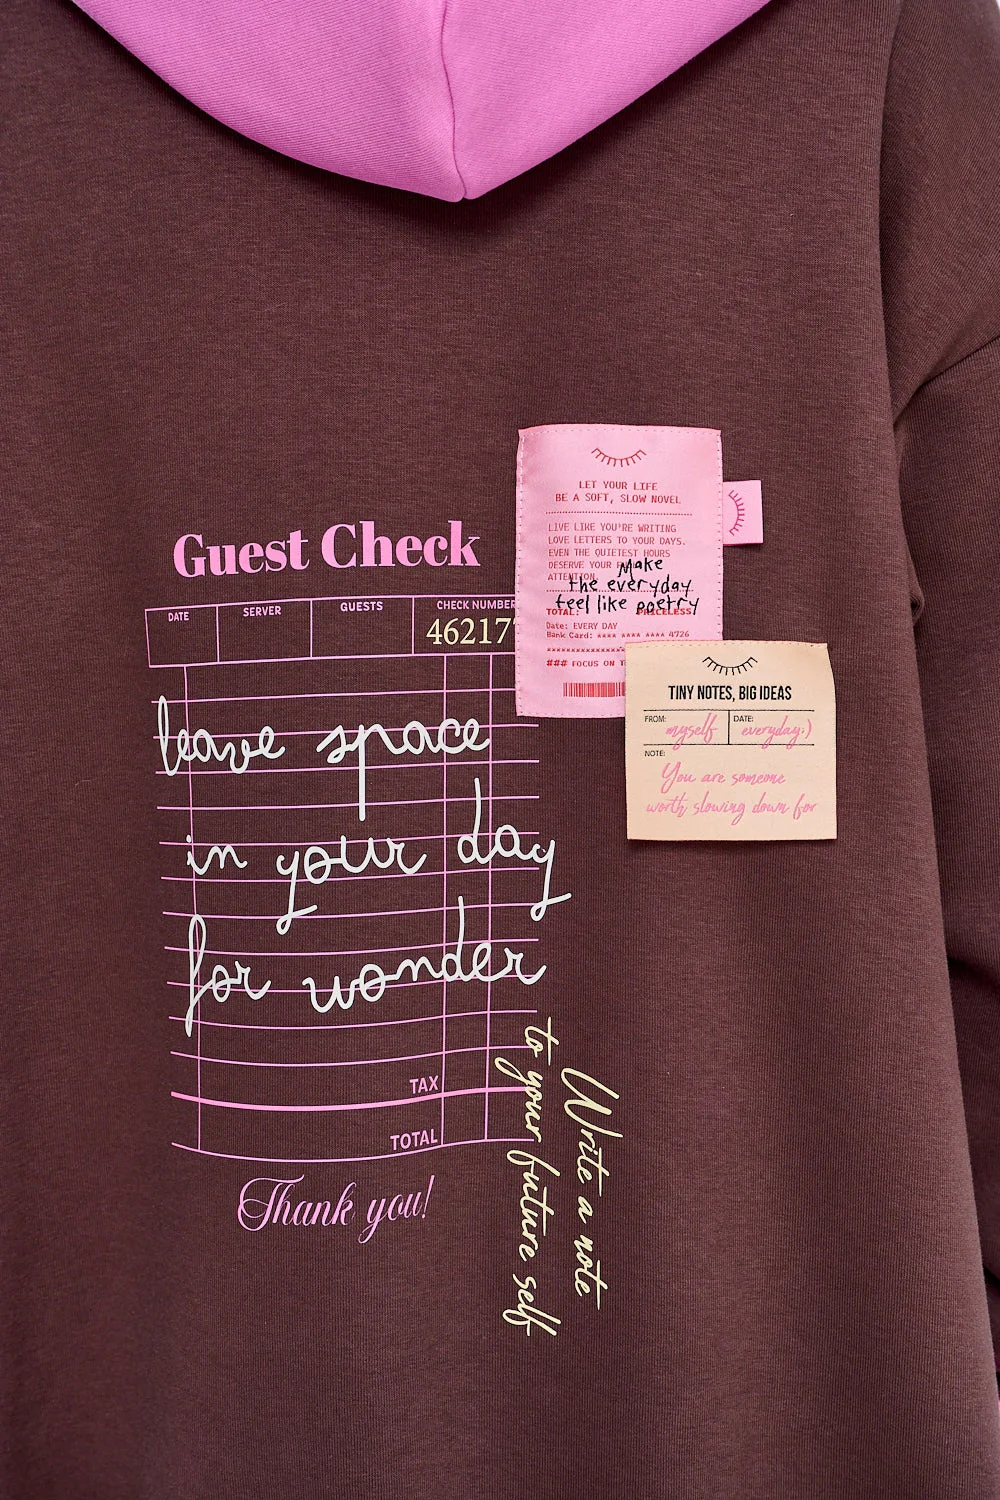 Guest Check
DATE SERVER GUESTS CHECK NUMBER
46217
leave space
in your day
for wonder
TAX
TOTAL
Thank you!
Write a note
to your future self
LET YOUR LIFE
BE A SOFT, SLOW NOVEL
LIVE LIKE YOU'RE WRITING
LOVE LETTERS TO YOUR DAYS.
EVEN THE QUIETEST HOURS
DESERVE YOUR
ATTENTION
Make
the everyday
feel like poetry
TOTAL: PRICELESS
Date: EVERY DAY
Bank Card: **** **** **** 4726
### FOCUS ON
TINY NOTES, BIG IDEAS
FROM: myself DATE: everyday:)
NOTE:
You are someone
worth slowing down for